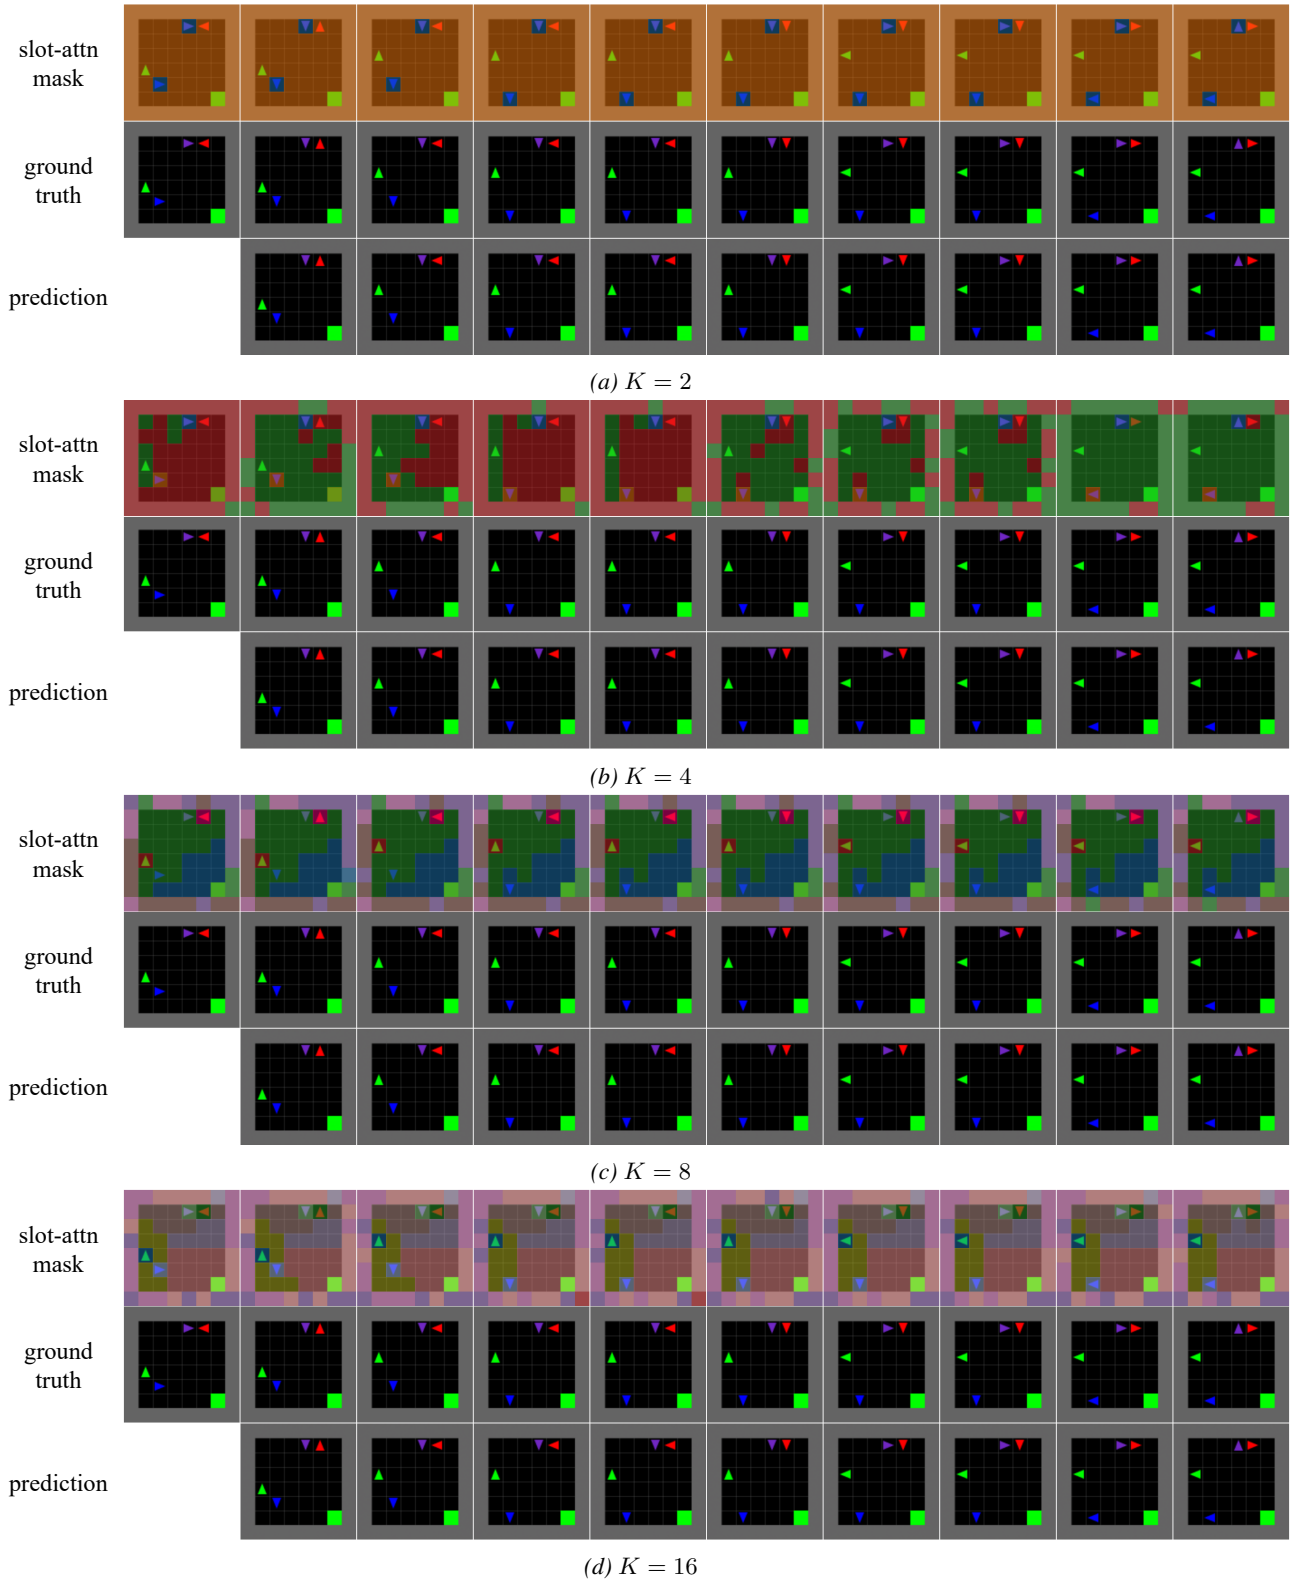 slot-attn
mask
ground
truth
prediction
(a) K = 2
slot-attn
mask
ground
truth
prediction
(b) K = 4
slot-attn
mask
ground
truth
prediction
(c) K = 8
slot-attn
mask
ground
truth
prediction
(d) K = 16